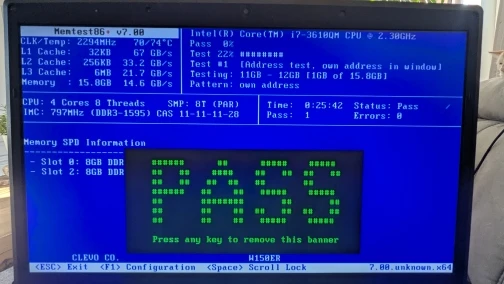 Memtest86+ v7.00
Intel(R) Core(TM) i7-3610QM CPU @ 2.30GHz
CLK/Temp: 2294MHz 70/74°C
Pass 0%
L1 Cache: 32KB 67 GB/s
Test 22% ########
L2 Cache: 256KB 33.2 GB/s
Test #1 [Address test, own address in window]
L3 Cache: 6MB 21.7 GB/s
Testing: 11GB - 12GB [1GB of 15.8GB]
Memory : 15.8GB 14.6 GB/s
Pattern: own address
CPU: 4 Cores 8 Threads SMP: 8T (PAR)
Time: 0:25:42 Status: Pass
IMC: 797MHz (DDR3-1595) CAS 11-11-11-28
Pass: 1 Errors: 0
Memory SPD Information
- Slot 0: 8GB DDR
- Slot 2: 8GB DDR
PASS
Press any key to remove this banner
CLEVO CO. W150ER
<ESC> Exit <F1> Configuration <Space> Scroll Lock 7.00.unknown.x64